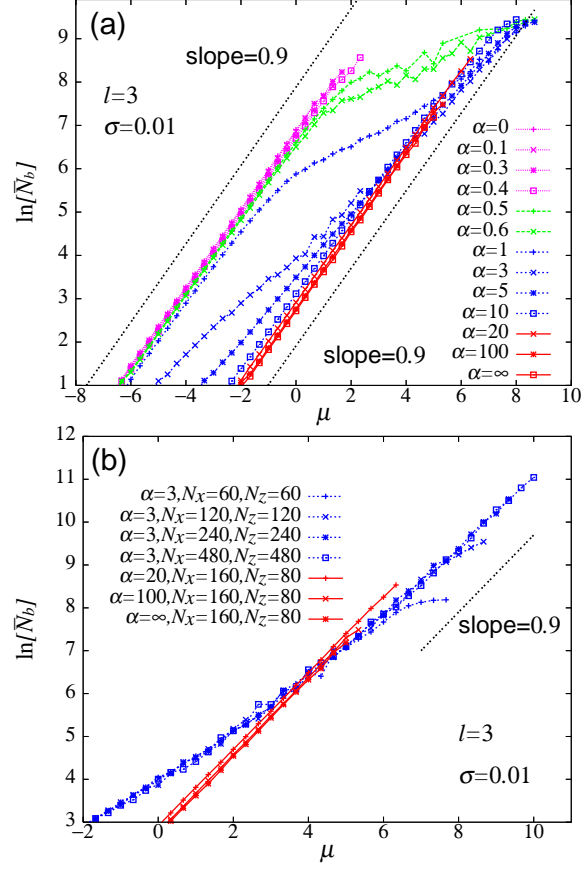 (a)
slope=0.9
l=3
σ=0.01
ln[N̅_b]
9
8
7
6
5
4
3
2
1
α=0
α=0.1
α=0.3
α=0.4
α=0.5
α=0.6
α=1
α=3
α=5
α=10
α=20
α=100
α=∞
slope=0.9
−8 −6 −4 −2 0 2 4 6 8 10
μ
(b)
12
11
10
9
8
7
6
5
4
3
ln[N̅_b]
α=3,Nx=60,Nz=60
α=3,Nx=120,Nz=120
α=3,Nx=240,Nz=240
α=3,Nx=480,Nz=480
α=20,Nx=160,Nz=80
α=100,Nx=160,Nz=80
α=∞,Nx=160,Nz=80
slope=0.9
l=3
σ=0.01
−2 0 2 4 6 8 10
μ